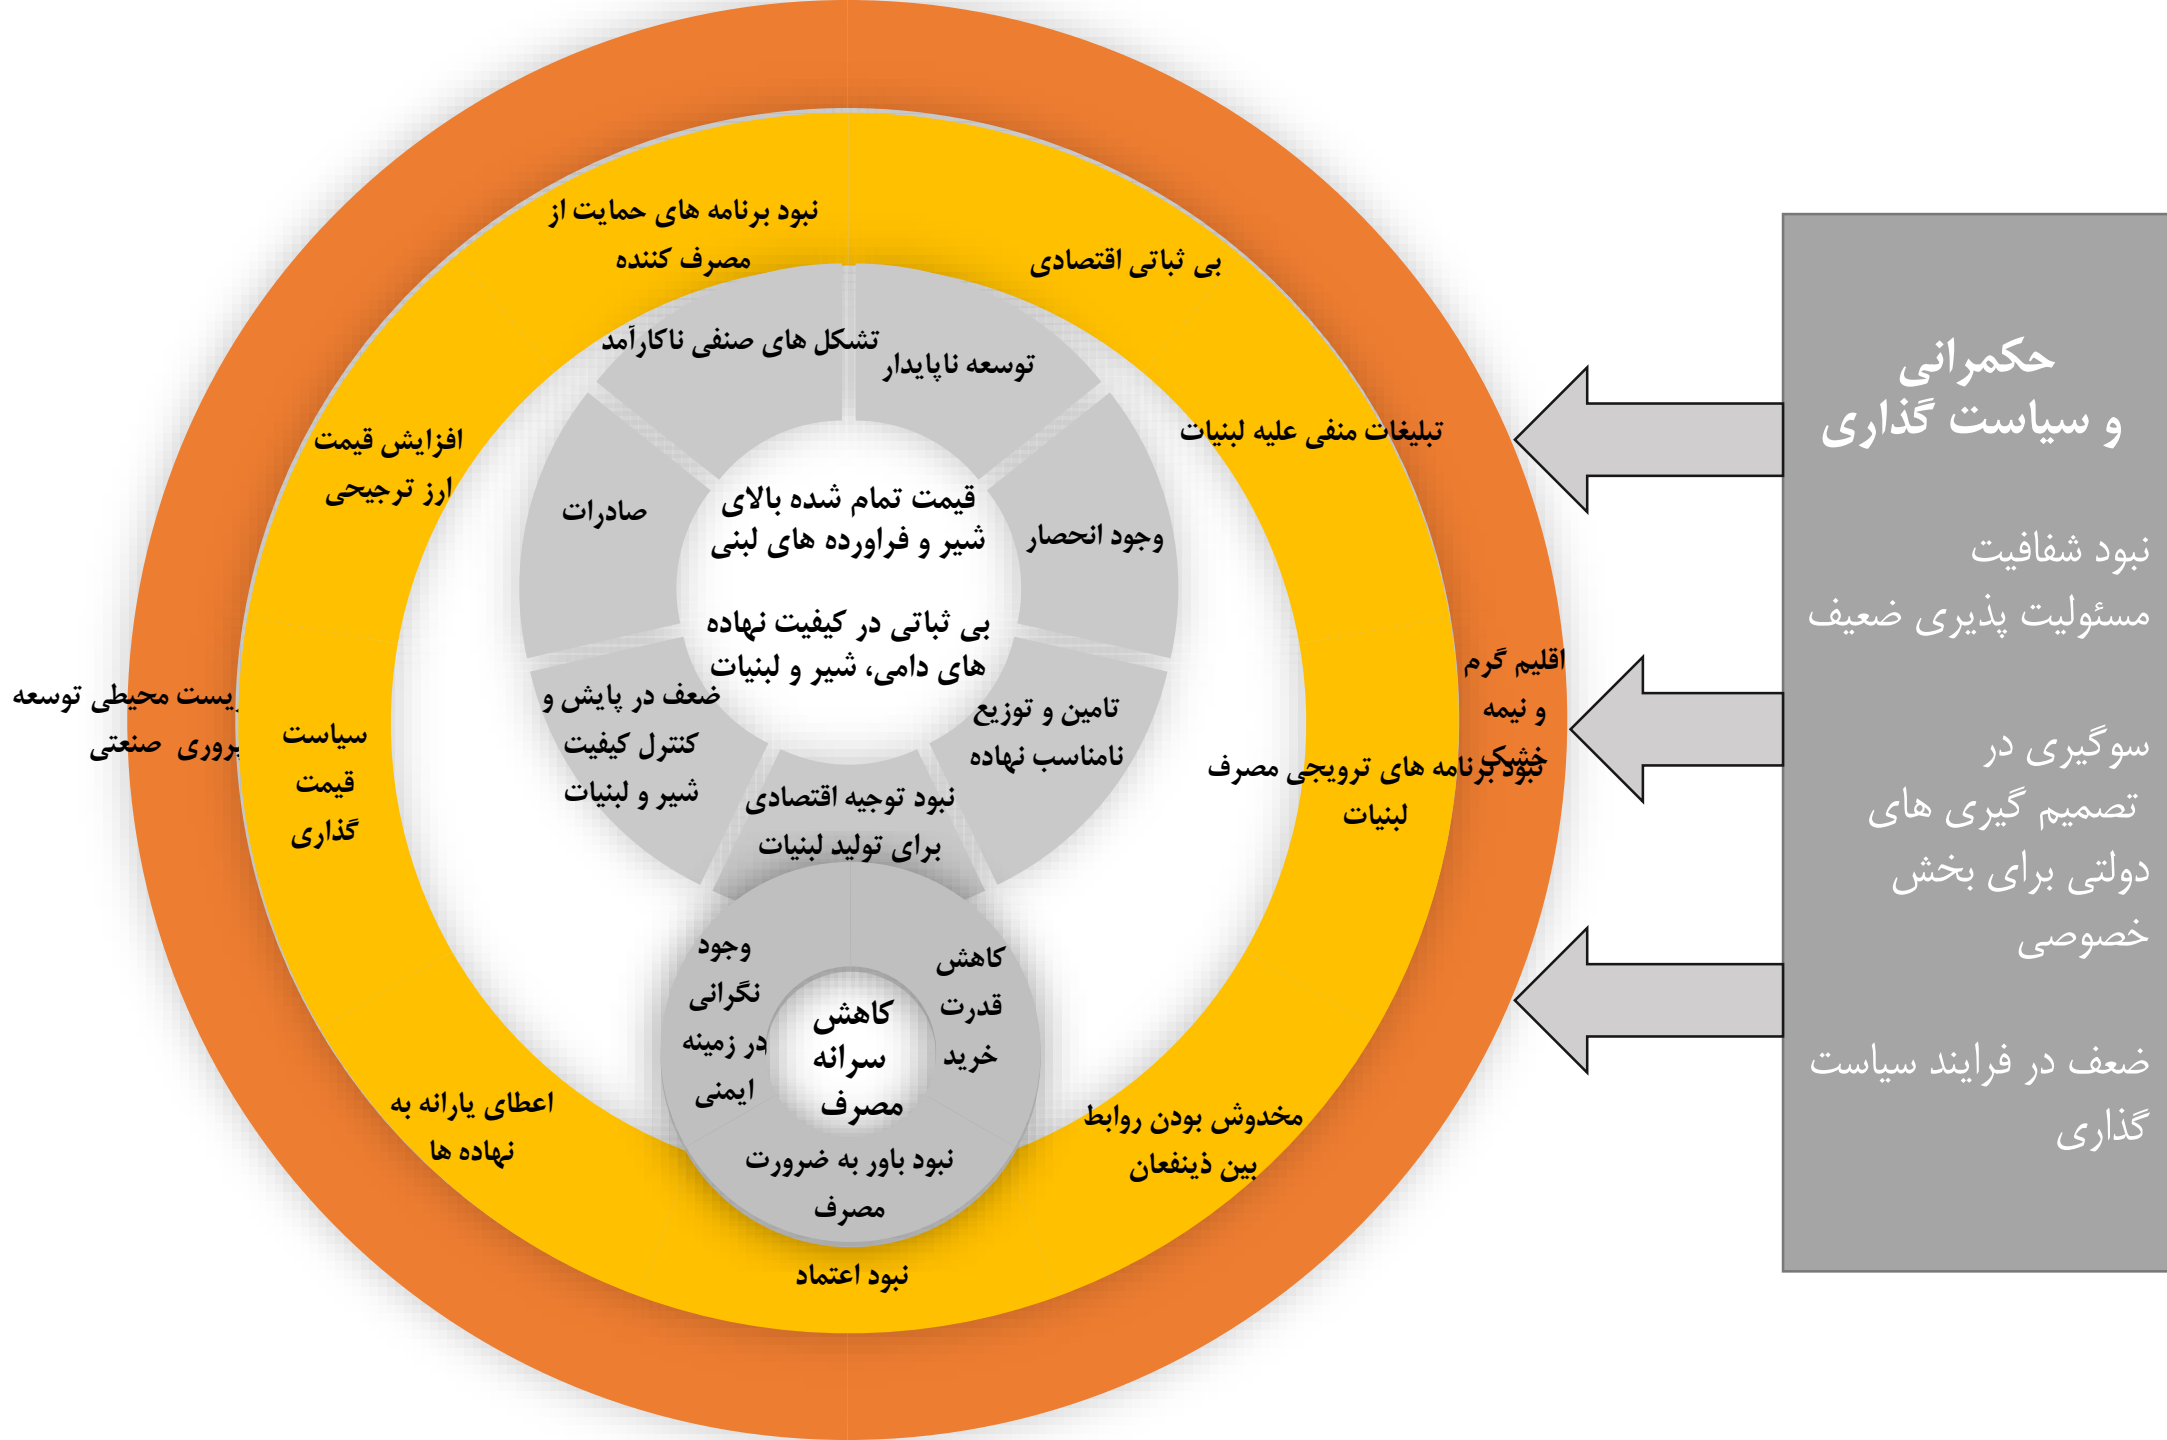 نبود برنامه های حمایت از
مصرف کننده
بی ثباتی اقتصادی
تشکل های صنفی ناکارآمد
توسعه ناپایدار
افزایش قیمت
ارز ترجیحی
تبلیغات منفی علیه لبنیات
صادرات
وجود انحصار
قیمت تمام شده بالای
شیر و فراورده های لبنی
بی ثباتی در کیفیت نهاده
های دامی، شیر و لبنیات
ضعف در پایش و
کنترل کیفیت
شیر و لبنیات
تامین و توزیع
نامناسب نهاده
نبود توجیه اقتصادی
برای تولید لبنیات
محیطی توسعه
صنعتی
سیاست
قیمت
گذاری
اقلیم گرم
و نیمه
خشک
نبود برنامه های ترویجی مصرف
لبنیات
وجود
نگرانی
در زمینه
ایمنی
کاهش
قدرت
خرید
کاهش
سرانه
مصرف
نبود باور به ضرورت
مصرف
اعطای یارانه به
نهاده ها
مخدوش بودن روابط
بین ذینفعان
نبود اعتماد
حکمرانی
و سیاست گذاری
نبود شفافیت
مسئولیت پذیری ضعیف
سوگیری در
تصمیم گیری های
دولتی برای بخش
خصوصی
ضعف در فرایند سیاست
گذاری